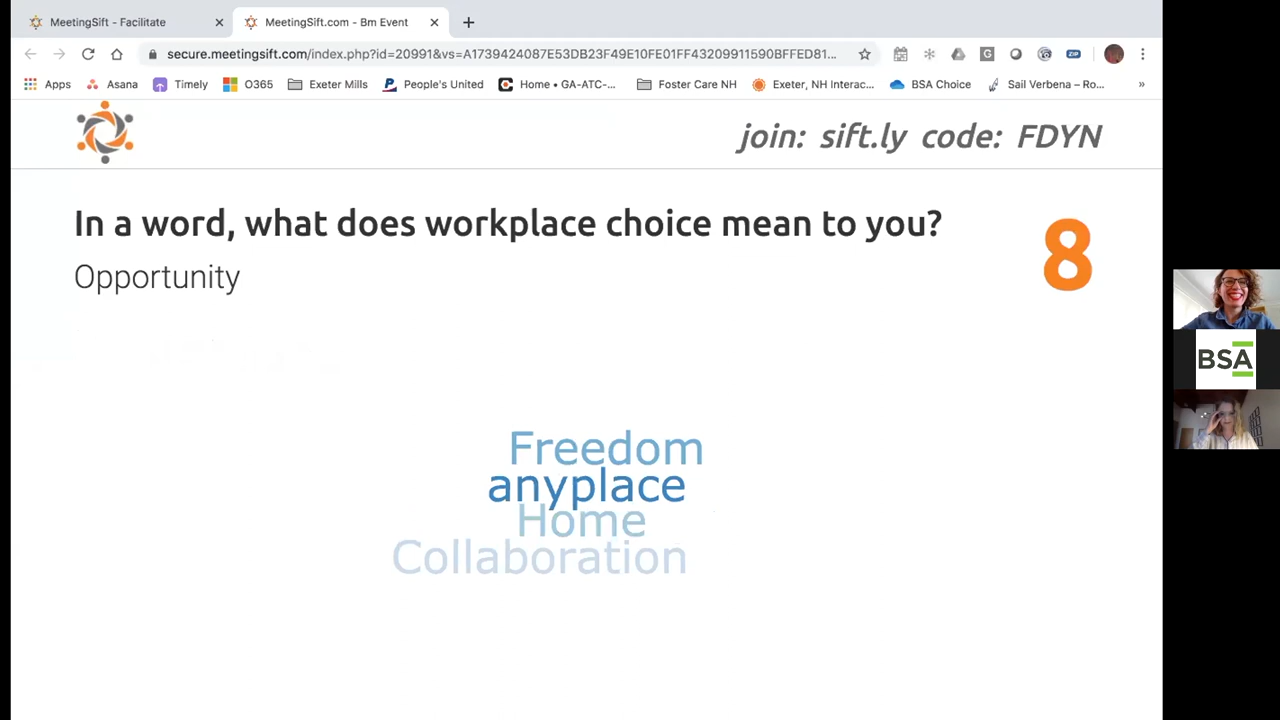 MeetingSift - Facilitate
MeetingSift.com - Bm Event
secure.meetingsift.com/index.php?id=20991&vs=A1739424087E53DB23F49E10FE01FF43209911590BFFED81...
Apps Asana Timely O365 Exeter Mills People's United Home • GA-ATC-... Foster Care NH Exeter, NH Interac... BSA Choice Sail Verbena – Ro... »
join: sift.ly code: FDYN
In a word, what does workplace choice mean to you?
8
Opportunity
Freedom
anyplace
Home
Collaboration
BSA
ZIP
G